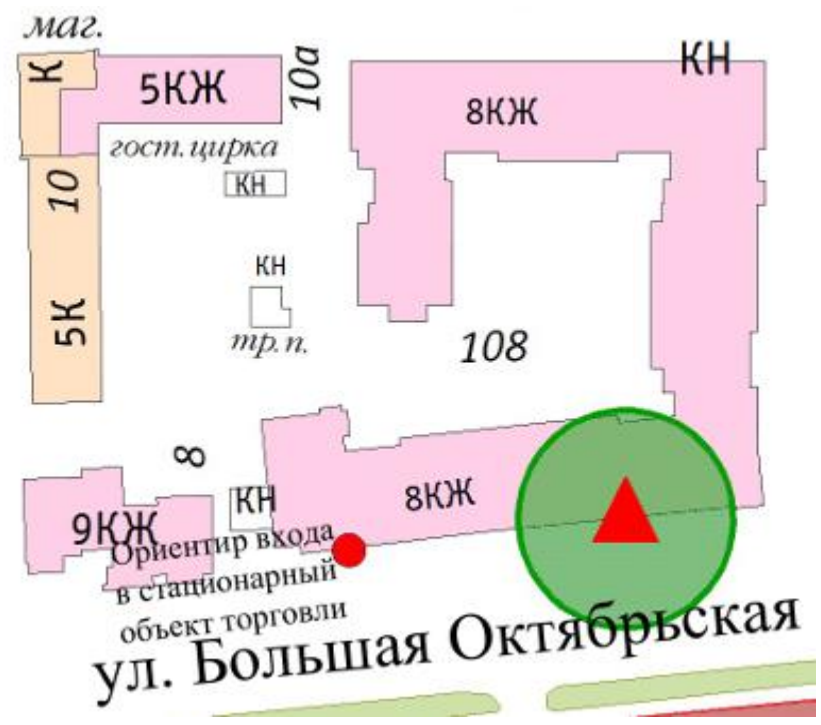 маг.
К
5КЖ
10а
КН
8КЖ
гост. цирка
КН
10
КН
5К
тр. п.
108
8
КН
8КЖ
9КЖ
Ориентир входа
в стационарный
объект торговли
ул. Большая Октябрьская